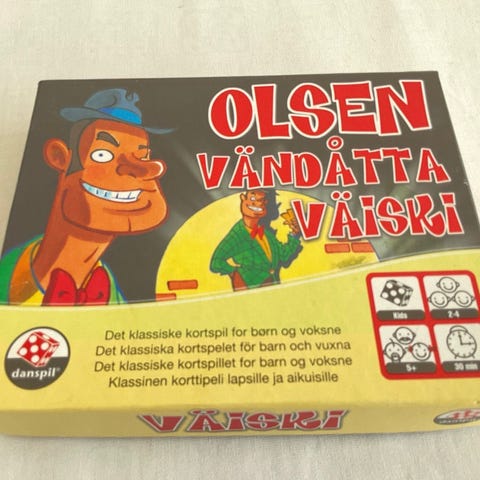 OLSEN
VÄNDÅTTA
VÄISKI
Kids
2-4
5+
30 min
Det klassiske kortspil for børn og voksne
Det klassiska kortspelet för barn och vuxna
Det klassiske kortspillet for barn og voksne
Klassinen korttipeli lapsille ja aikuisille
danspil®
VÄISKI
danspil